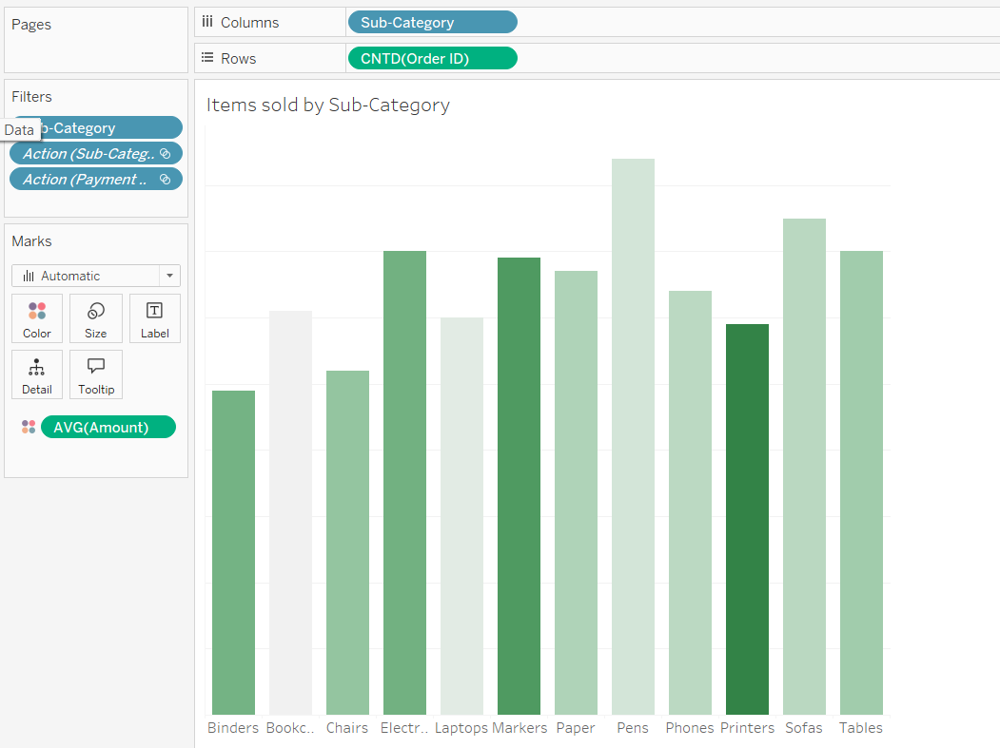 Pages
Columns
Sub-Category
Rows
CNTD(Order ID)
Filters
Data
b-Category
Action (Sub-Categ..
Action (Payment ..
Marks
Automatic
Color
Size
Label
Detail
Tooltip
AVG(Amount)
Items sold by Sub-Category
Binders Bookc.. Chairs Electr.. Laptops Markers Paper Pens Phones Printers Sofas Tables